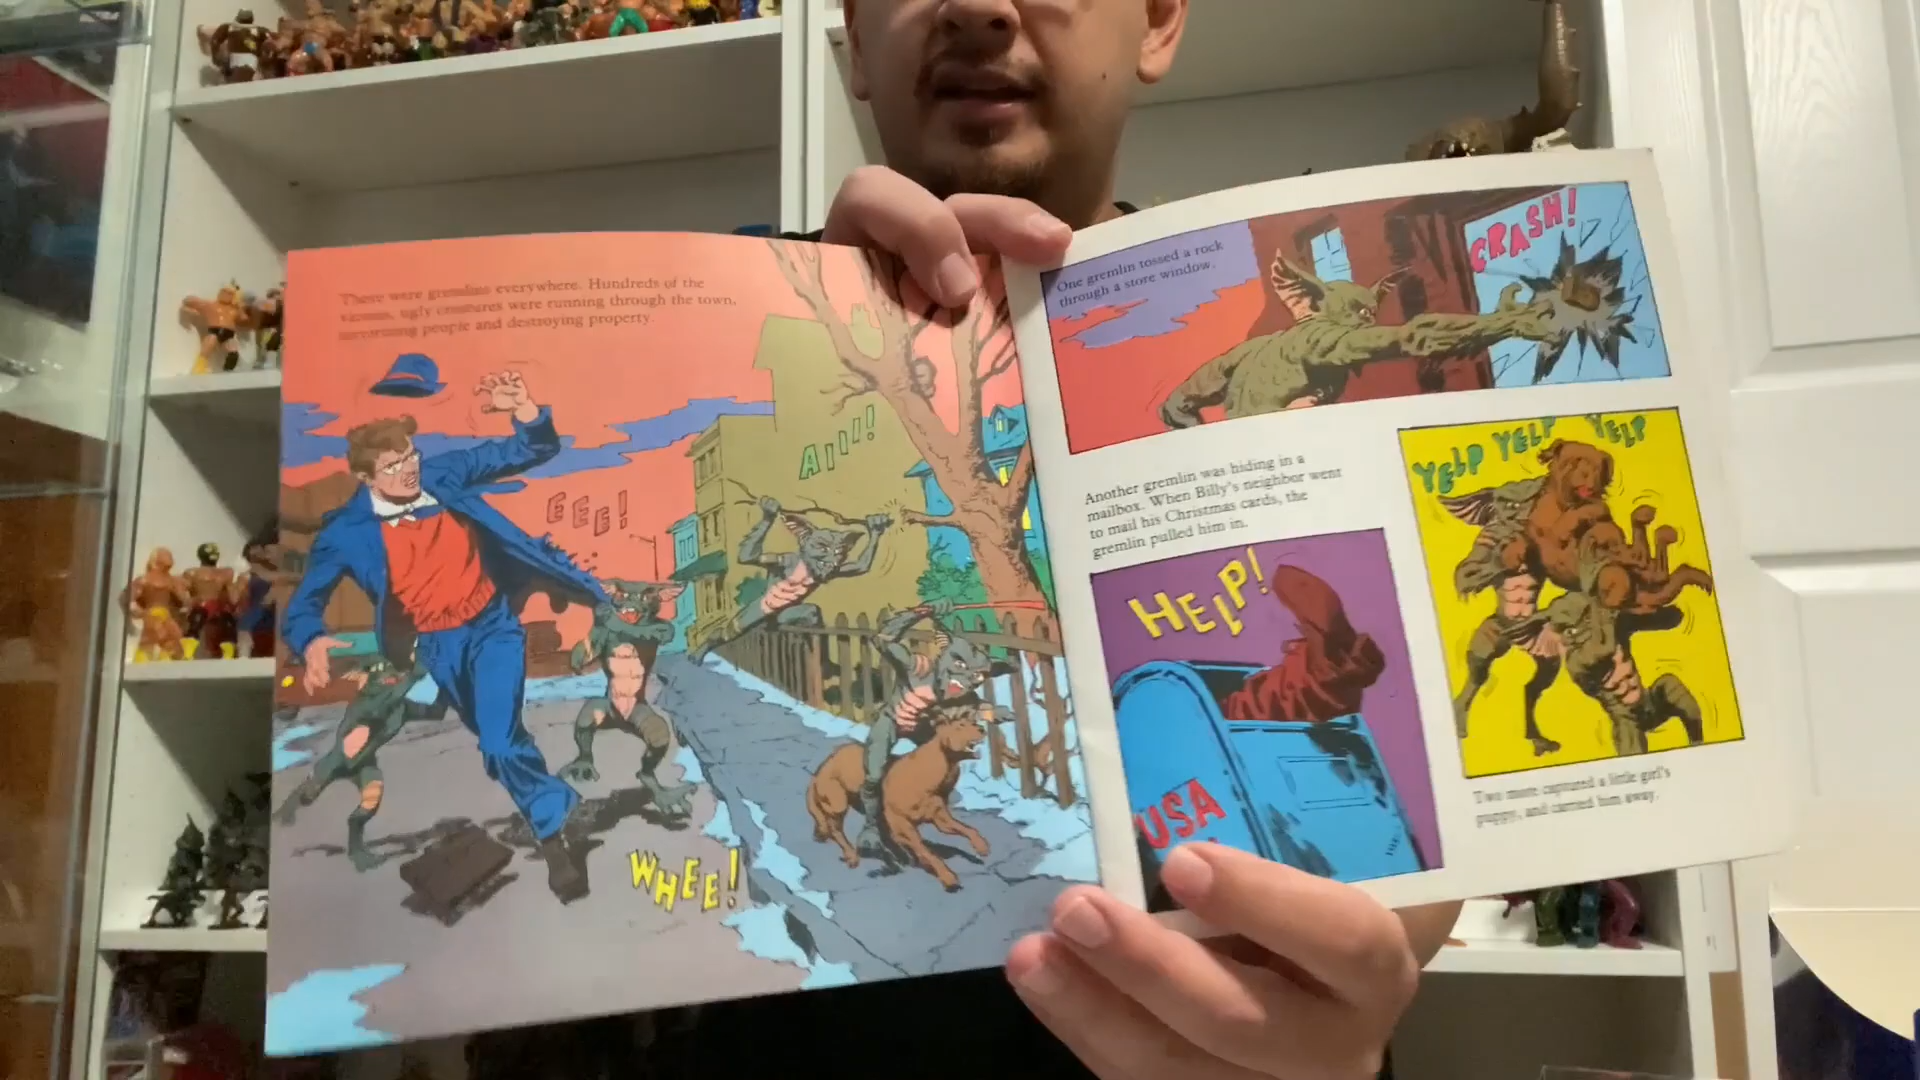 There were gremlins everywhere. Hundreds of the
vicious, ugly creatures were running through the town,
tormenting people and destroying property.
EEE!
AIII!
WHEE!
One gremlin tossed a rock
through a store window.
CRASH!
Another gremlin was hiding in a
mailbox. When Billy's neighbor went
to mail his Christmas cards, the
gremlin pulled him in.
HELP!
USA
YELP YELP YELP
Two more captured a little girl's
puppy, and carried him away.